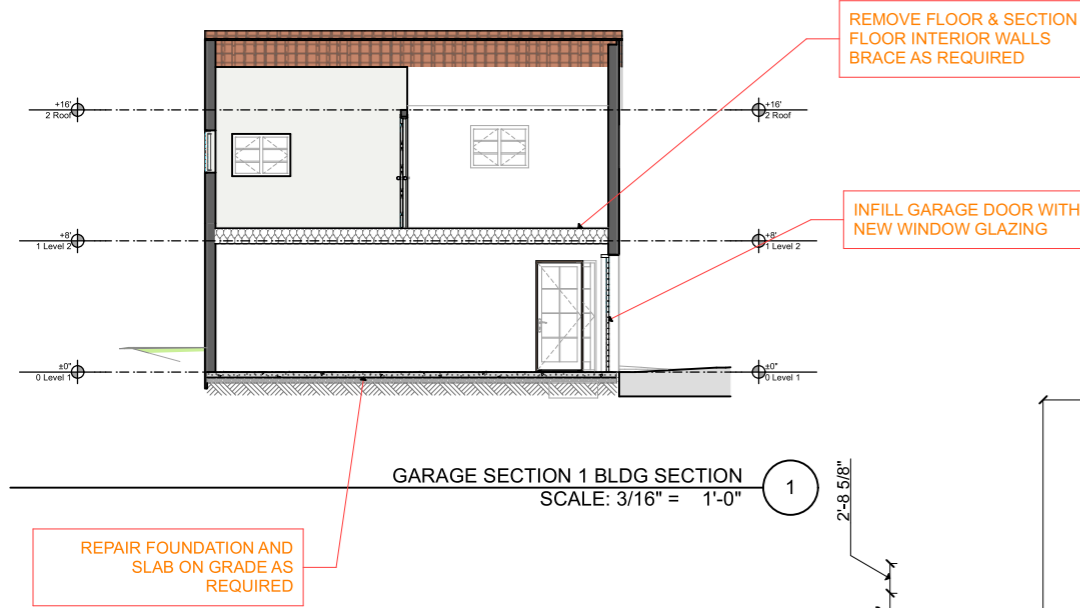 REMOVE FLOOR & SECTION
FLOOR INTERIOR WALLS
BRACE AS REQUIRED
+16'
2 Roof
+16'
2 Roof
INFILL GARAGE DOOR WITH
NEW WINDOW GLAZING
+8'
1 Level 2
+8'
1 Level 2
±0"
0 Level 1
±0"
0 Level 1
GARAGE SECTION 1 BLDG SECTION
SCALE: 3/16" = 1'-0"
1
2'-8 5/8"
REPAIR FOUNDATION AND
SLAB ON GRADE AS
REQUIRED